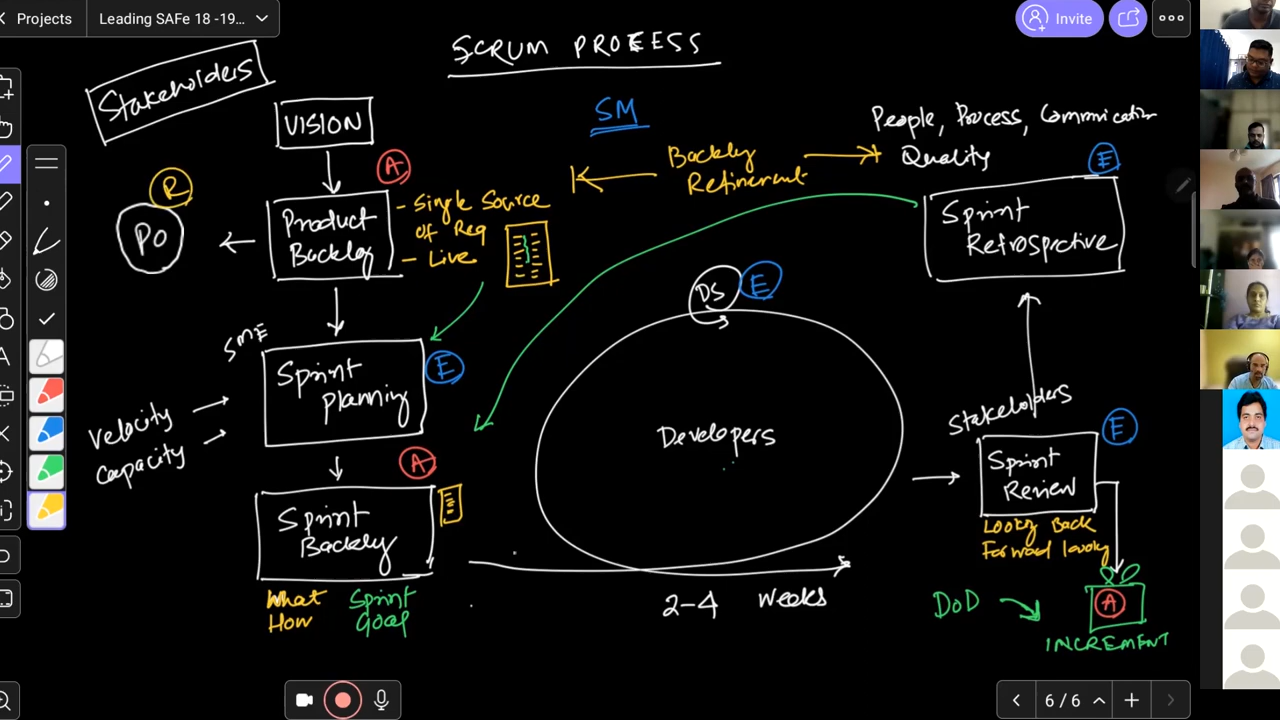 Projects
Leading SAFe 18 -19...
Invite
SCRUM PROCESS
Stakeholders
VISION
SM
People, Process, Communication
Quality
Backlog
Refinement
E
A
R
PO
Product
Backlog
- Single Source
of Req
- Live
Sprint
Retrospective
DS
E
SME
Sprint
Planning
E
Velocity
Capacity
Developers
Stakeholders
E
A
Sprint
Review
Sprint
Backlog
Looking Back
Forward looking
What
How
Sprint
Goal
2-4 Weeks
DoD
A
INCREMENT
6/6